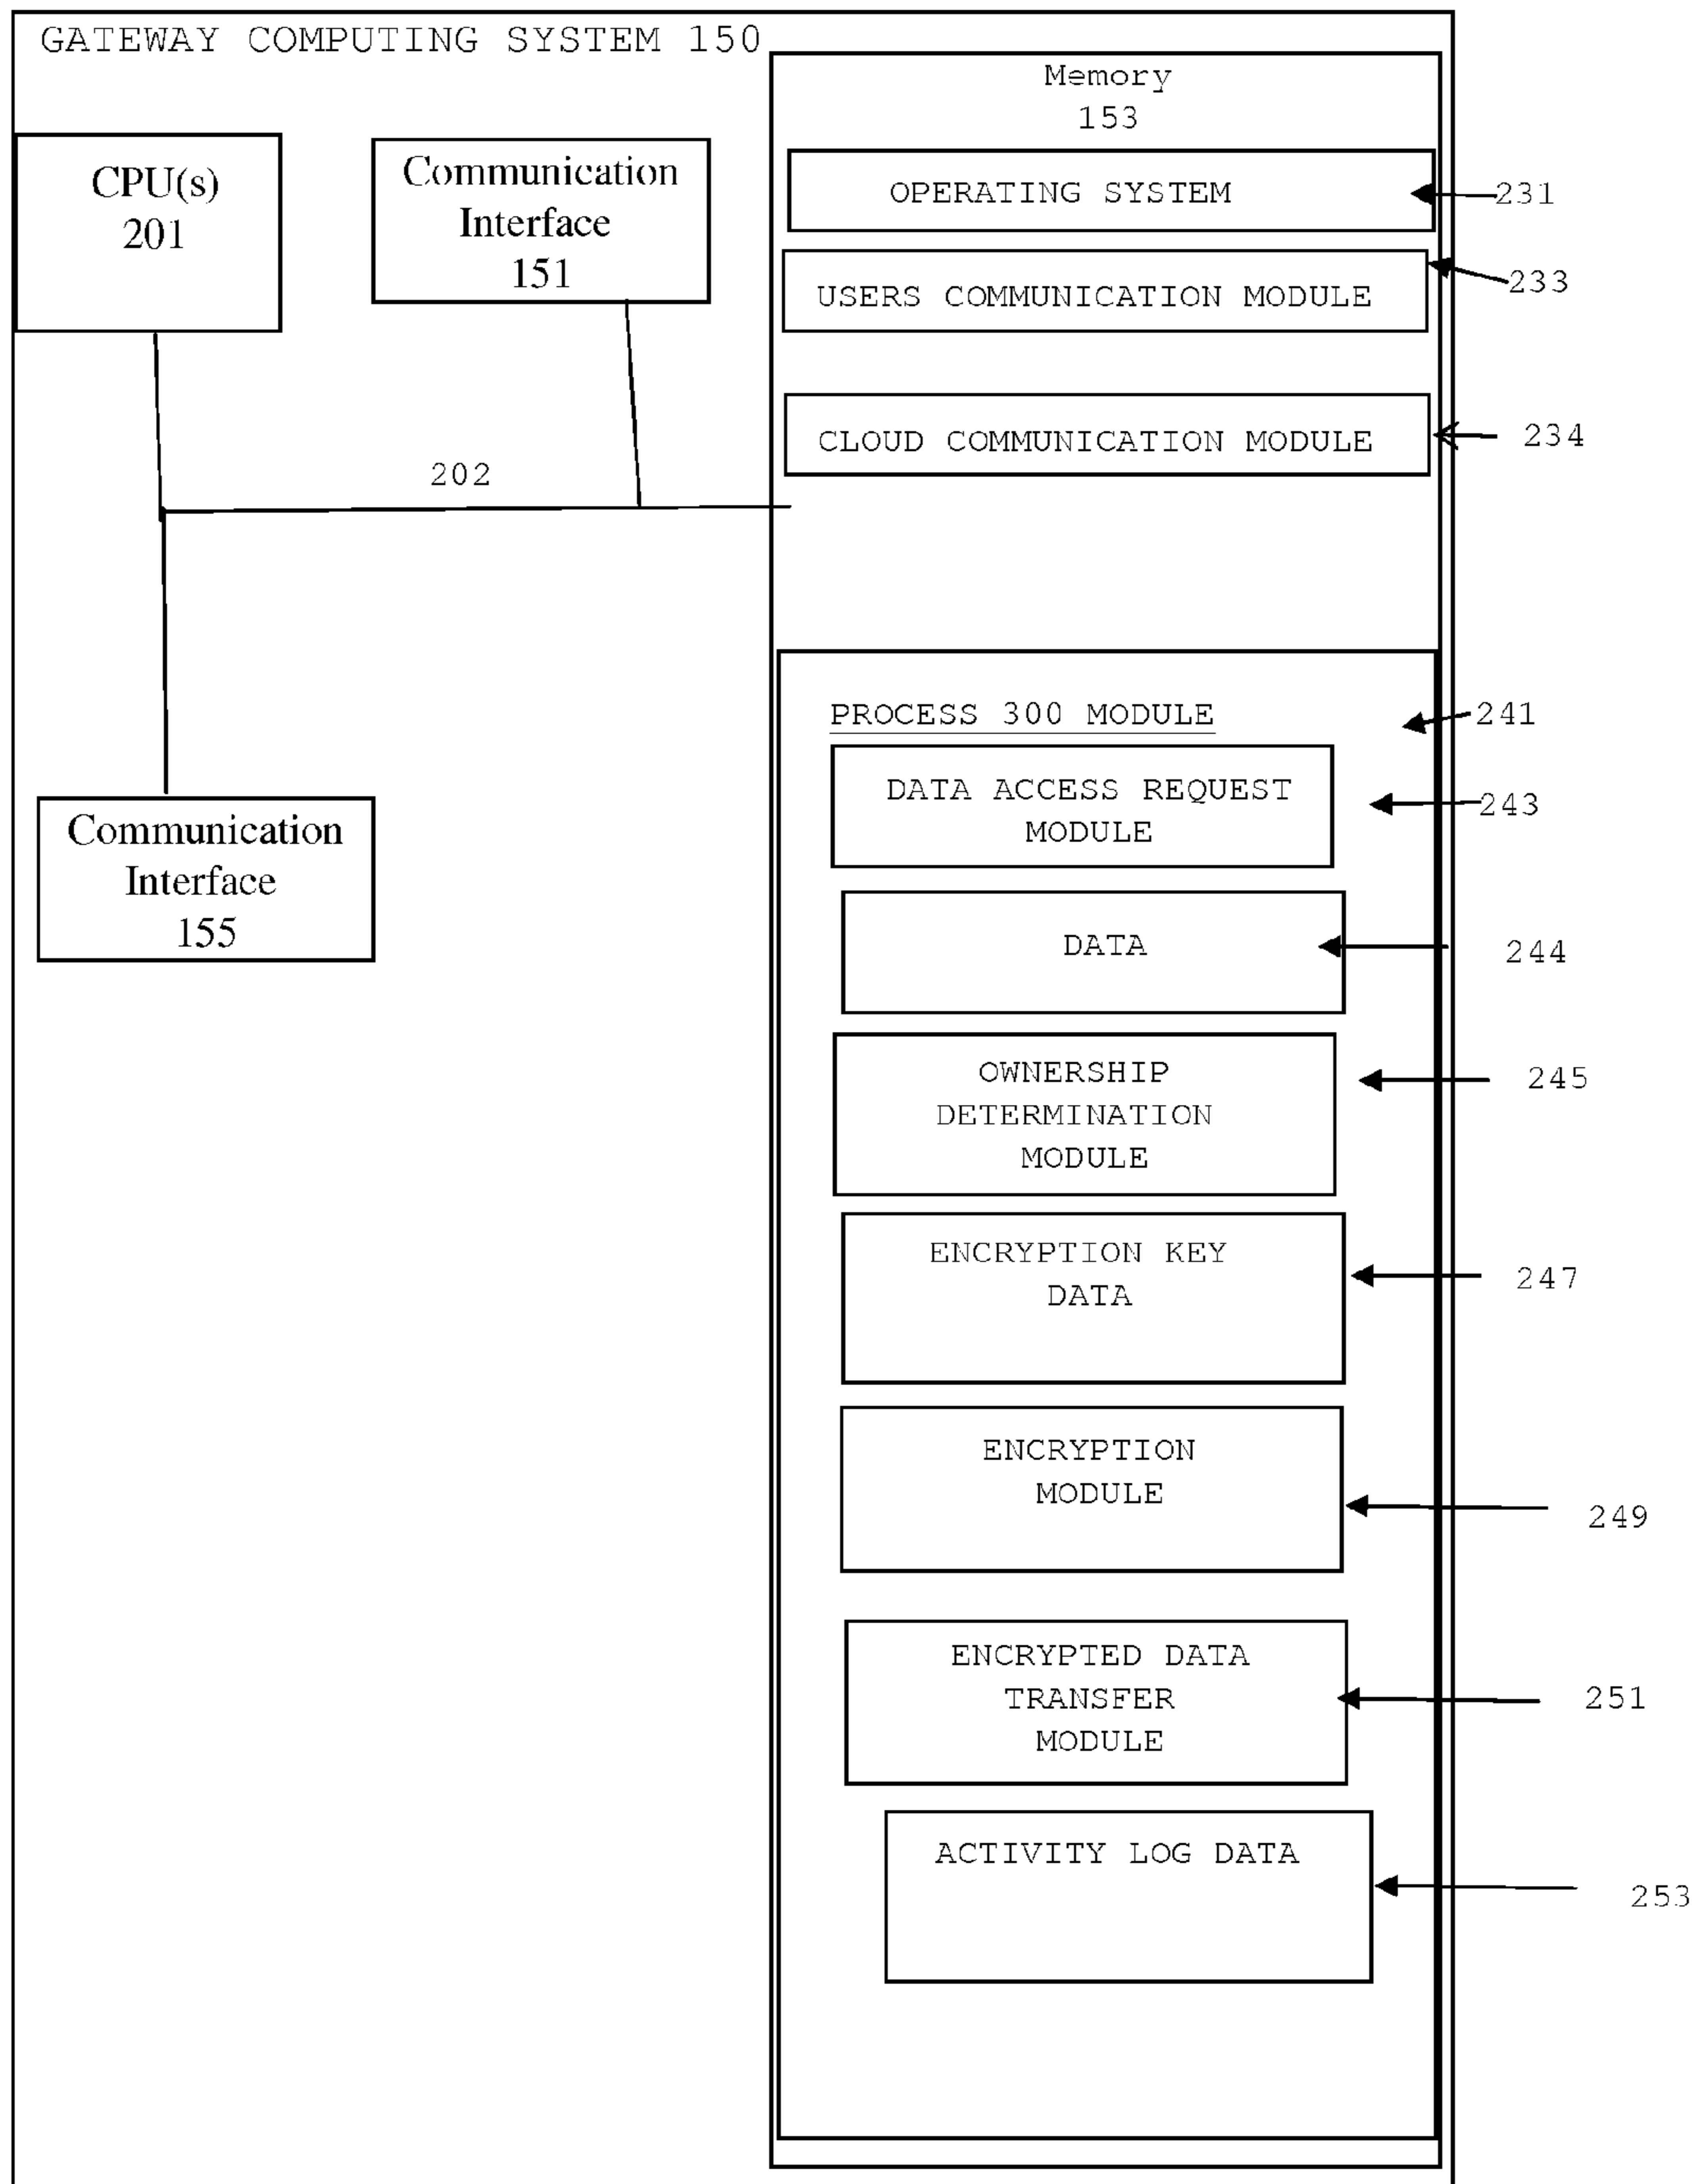 GATEWAY COMPUTING SYSTEM 150
CPU(s)
201
Communication
Interface
151
202
Communication
Interface
155
Memory
153
OPERATING SYSTEM
231
USERS COMMUNICATION MODULE
233
CLOUD COMMUNICATION MODULE
234
PROCESS 300 MODULE
241
DATA ACCESS REQUEST
MODULE
243
DATA
244
OWNERSHIP
DETERMINATION
MODULE
245
ENCRYPTION KEY
DATA
247
ENCRYPTION
MODULE
249
ENCRYPTED DATA
TRANSFER
MODULE
251
ACTIVITY LOG DATA
253